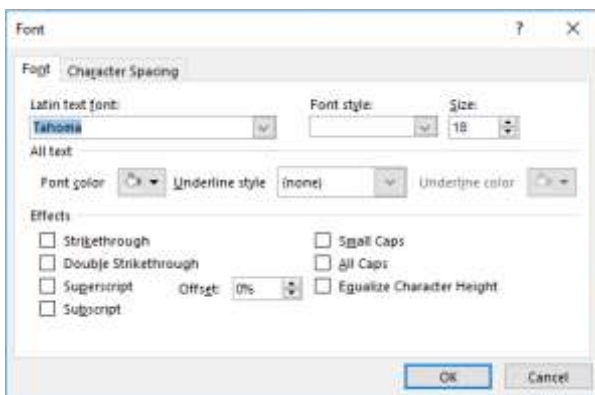 Font ?
Font Character Spacing
Latin text font: Font style: Size:
Tahoma 18
All text
Font color Underline style (none) Underline color
Effects
Strikethrough Small Caps
Double Strikethrough All Caps
Superscript Offset: 0% Equalize Character Height
Subscript
OK Cancel